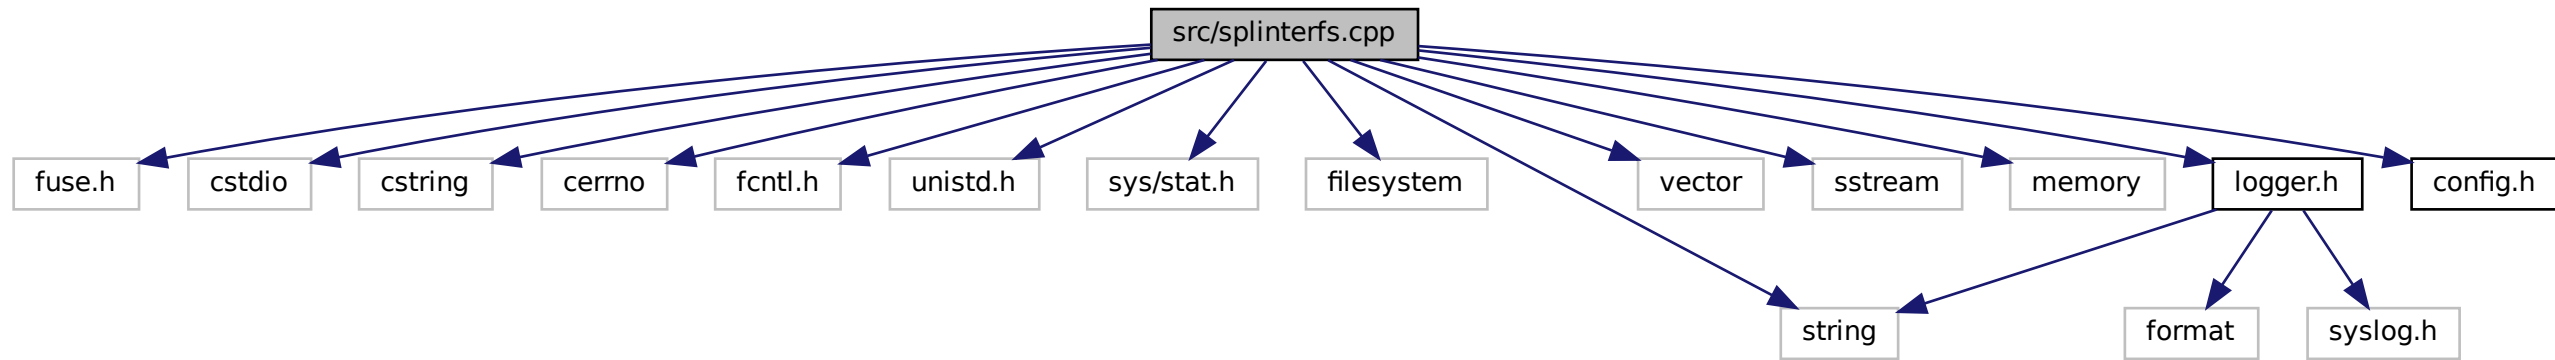 src/splinterfs.cpp
fuse.h
cstdio
cstring
cerrno
fcntl.h
unistd.h
sys/stat.h
filesystem
vector
sstream
memory
logger.h
config.h
string
format
syslog.h